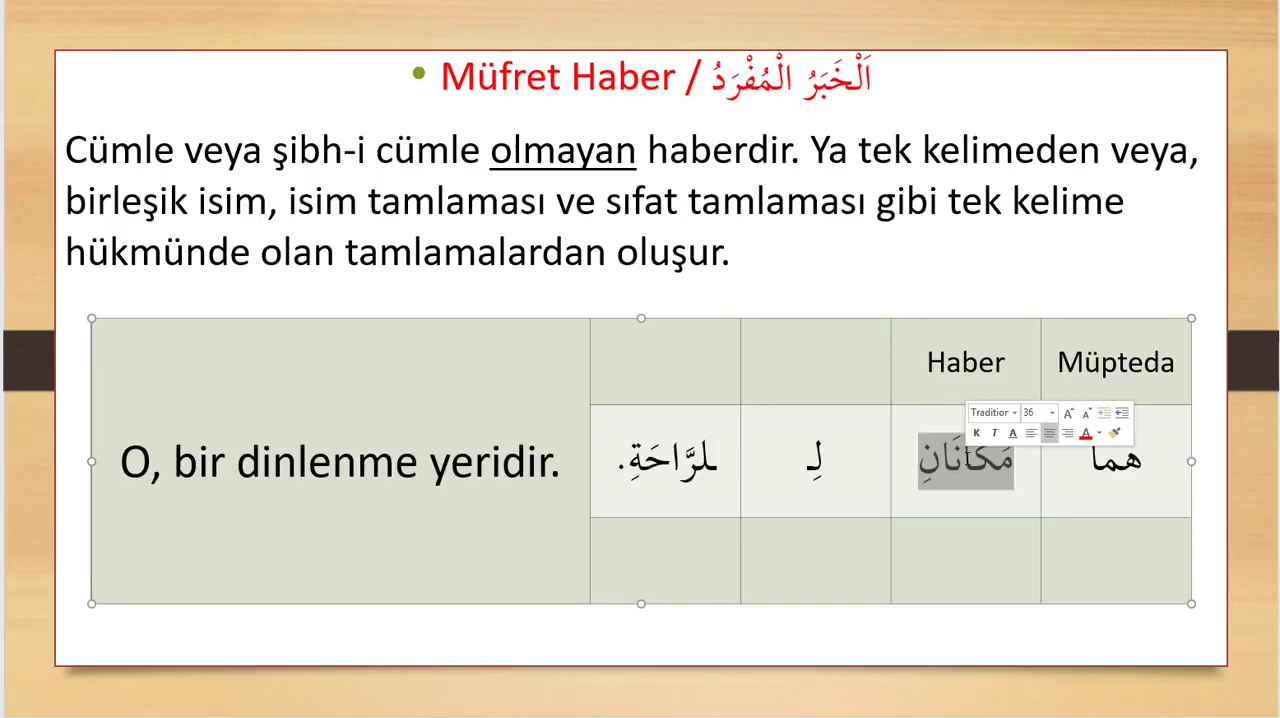 • Müfret Haber / اَلْخَبَرُ الْمُفْرَدُ
Cümle veya şibh-i cümle olmayan haberdir. Ya tek kelimeden veya,
birleşik isim, isim tamlaması ve sıfat tamlaması gibi tek kelime
hükmünde olan tamlamalardan oluşur.
Haber Müpteda
Traditior 36
K T A
O, bir dinlenme yeridir.
هما مَكَانَانِ لِـ ـلرَّاحَةِ.